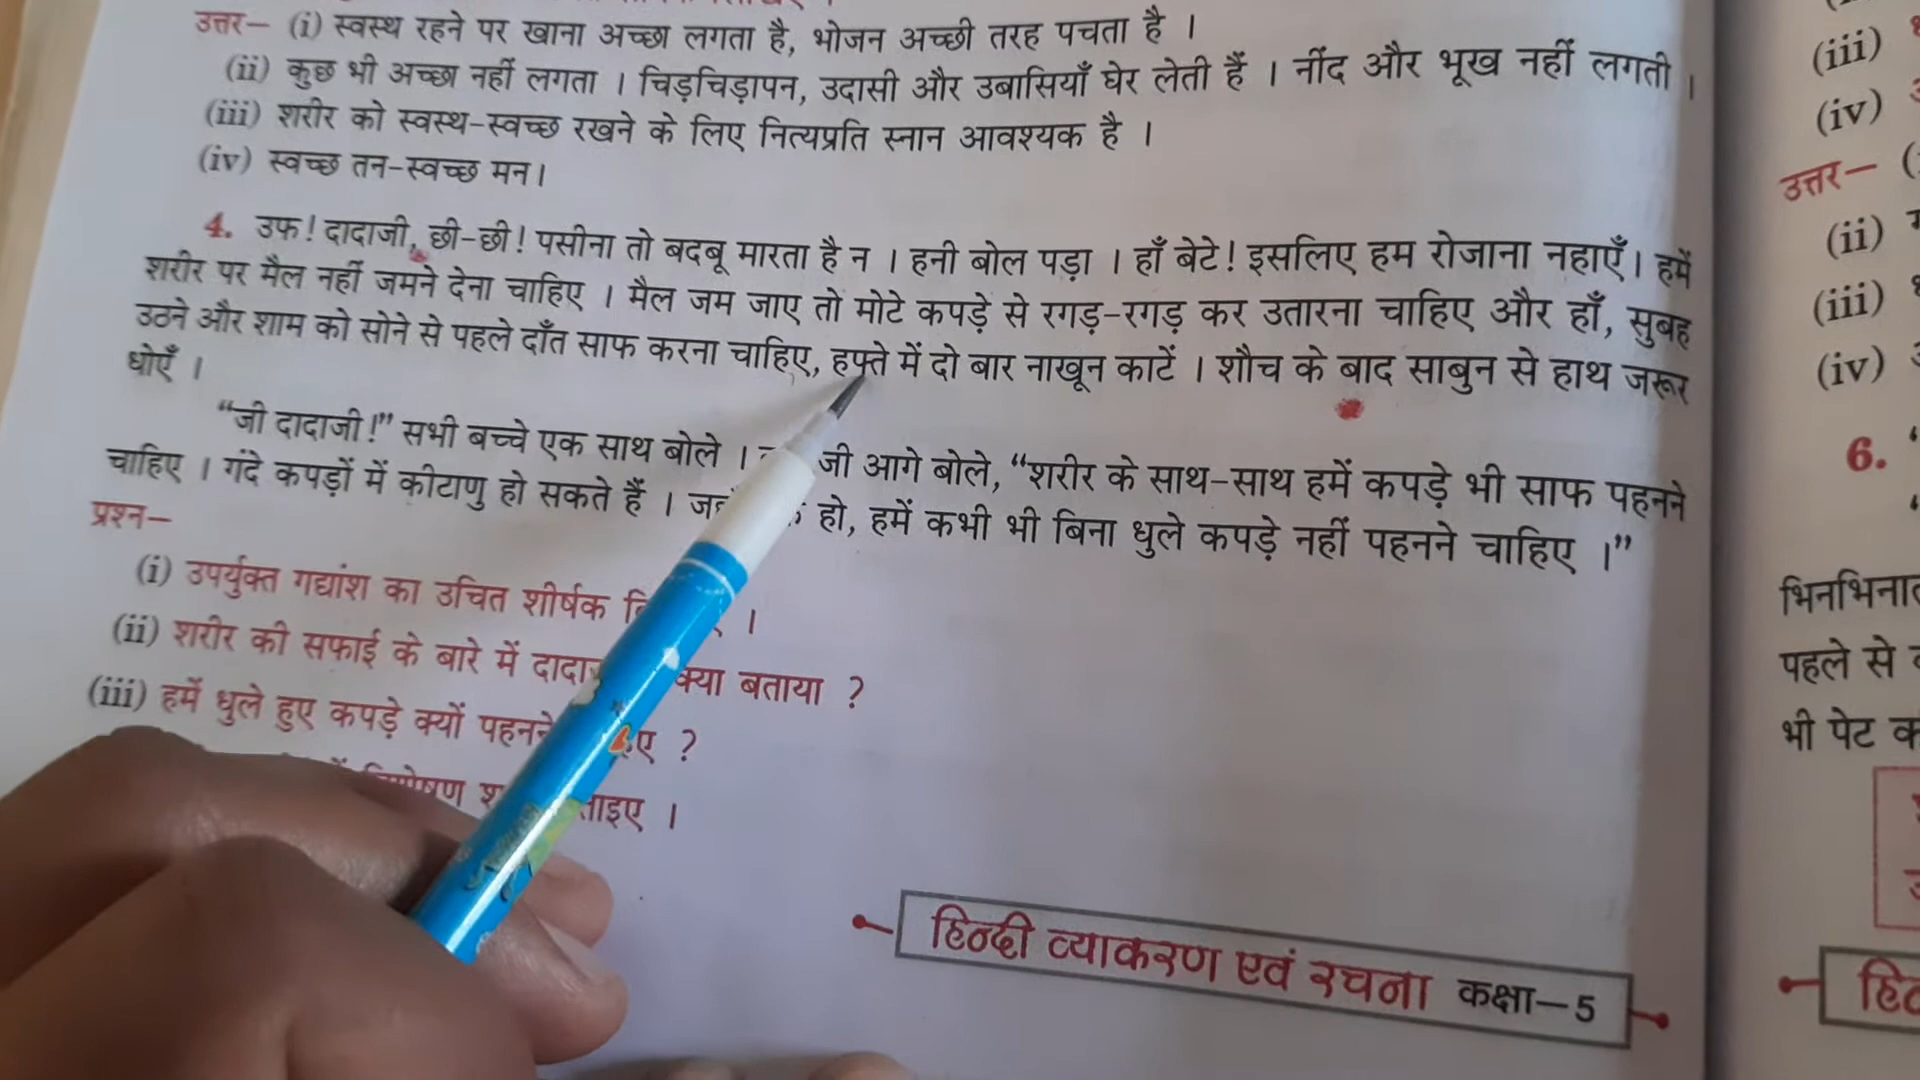 उत्तर– (i) स्वस्थ रहने पर खाना अच्छा लगता है, भोजन अच्छी तरह पचता है ।
(ii) कुछ भी अच्छा नहीं लगता । चिड़चिड़ापन, उदासी और उबासियाँ घेर लेती हैं । नींद और भूख नहीं लगती ।
(iii) शरीर को स्वस्थ-स्वच्छ रखने के लिए नित्यप्रति स्नान आवश्यक है ।
(iv) स्वच्छ तन-स्वच्छ मन।
4. उफ! दादाजी, छी-छी! पसीना तो बदबू मारता है न । हनी बोल पड़ा । हाँ बेटे! इसलिए हम रोजाना नहाएँ। हमें
शरीर पर मैल नहीं जमने देना चाहिए । मैल जम जाए तो मोटे कपड़े से रगड़-रगड़ कर उतारना चाहिए और हाँ, सुबह
उठने और शाम को सोने से पहले दाँत साफ करना चाहिए, हफ्ते में दो बार नाखून काटें । शौच के बाद साबुन से हाथ जरूर
धोएँ ।
“जी दादाजी!” सभी बच्चे एक साथ बोले । जी आगे बोले, “शरीर के साथ-साथ हमें कपड़े भी साफ पहनने
चाहिए । गंदे कपड़ों में कीटाणु हो सकते हैं । हो, हमें कभी भी बिना धुले कपड़े नहीं पहनने चाहिए ।”
प्रश्न–
(i) उपर्युक्त गद्यांश का उचित शीर्षक ।
(ii) शरीर की सफाई के बारे में क्या बताया ?
(iii) हमें धुले हुए कपड़े क्यों पहनने ?
हिन्दी व्याकरण एवं रचना कक्षा–5
(iii)
(iv)
उत्तर–
(ii)
(iii)
(iv)
6.
पहले से
भी पेट